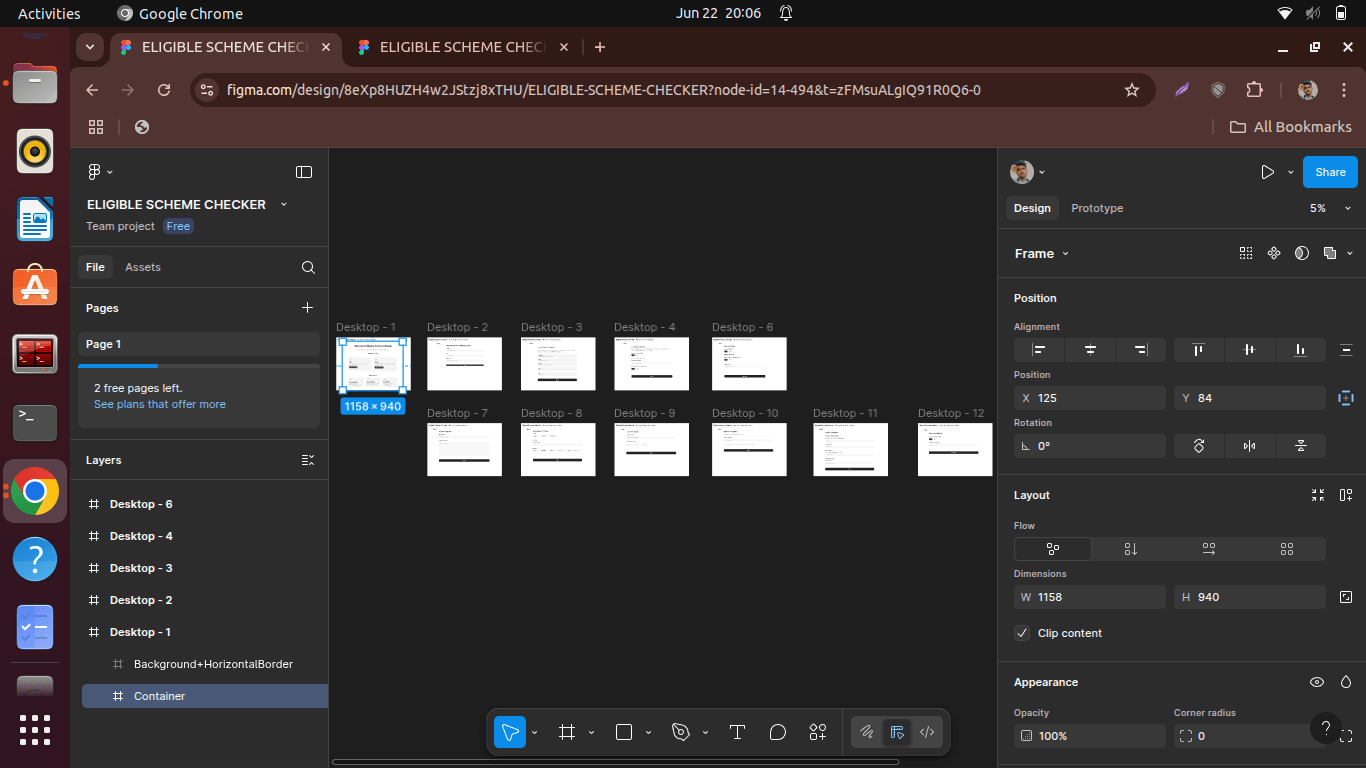 Activities
Google Chrome
Jun 22 20:06
ELIGIBLE SCHEME CHEC
ELIGIBLE SCHEME CHEC
figma.com/design/8eXp8HUZH4w2JStzj8xTHU/ELIGIBLE-SCHEME-CHECKER?node-id=14-494&t=zFMsuALgIQ91R0Q6-0
All Bookmarks
ELIGIBLE SCHEME CHECKER
Team project Free
File Assets
Pages
Page 1
2 free pages left.
See plans that offer more
Layers
Desktop - 6
Desktop - 4
Desktop - 3
Desktop - 2
Desktop - 1
Background+HorizontalBorder
Container
Desktop - 1 Desktop - 2 Desktop - 3 Desktop - 4 Desktop - 6
1158 × 940
Desktop - 7 Desktop - 8 Desktop - 9 Desktop - 10 Desktop - 11 Desktop - 12
Share
Design Prototype 5%
Frame
Position
Alignment
Position
X 125 Y 84
Rotation
0°
Layout
Flow
Dimensions
W 1158 H 940
Clip content
Appearance
Opacity Corner radius
100% 0
?